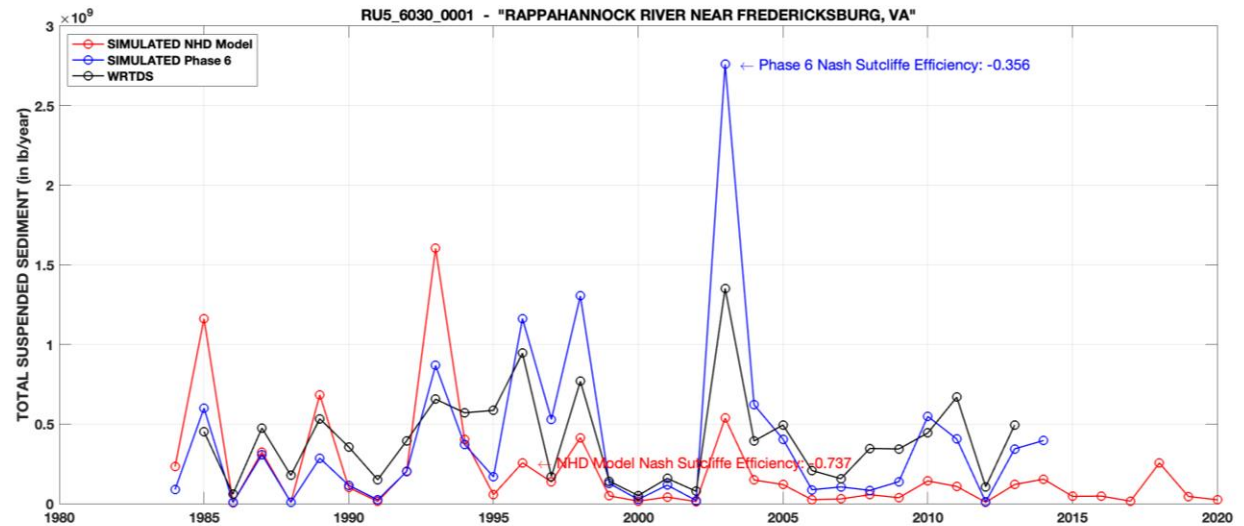 RU5_6030_0001 - "RAPPAHANNOCK RIVER NEAR FREDERICKSBURG, VA"
× 10⁹
SIMULATED NHD Model
SIMULATED Phase 6
WRTDS
← Phase 6 Nash Sutcliffe Efficiency: -0.356
← NHD Model Nash Sutcliffe Efficiency: -0.737
TOTAL SUSPENDED SEDIMENT (in lb/year)
3
2.5
2
1.5
1
0.5
0
1980 1985 1990 1995 2000 2005 2010 2015 2020